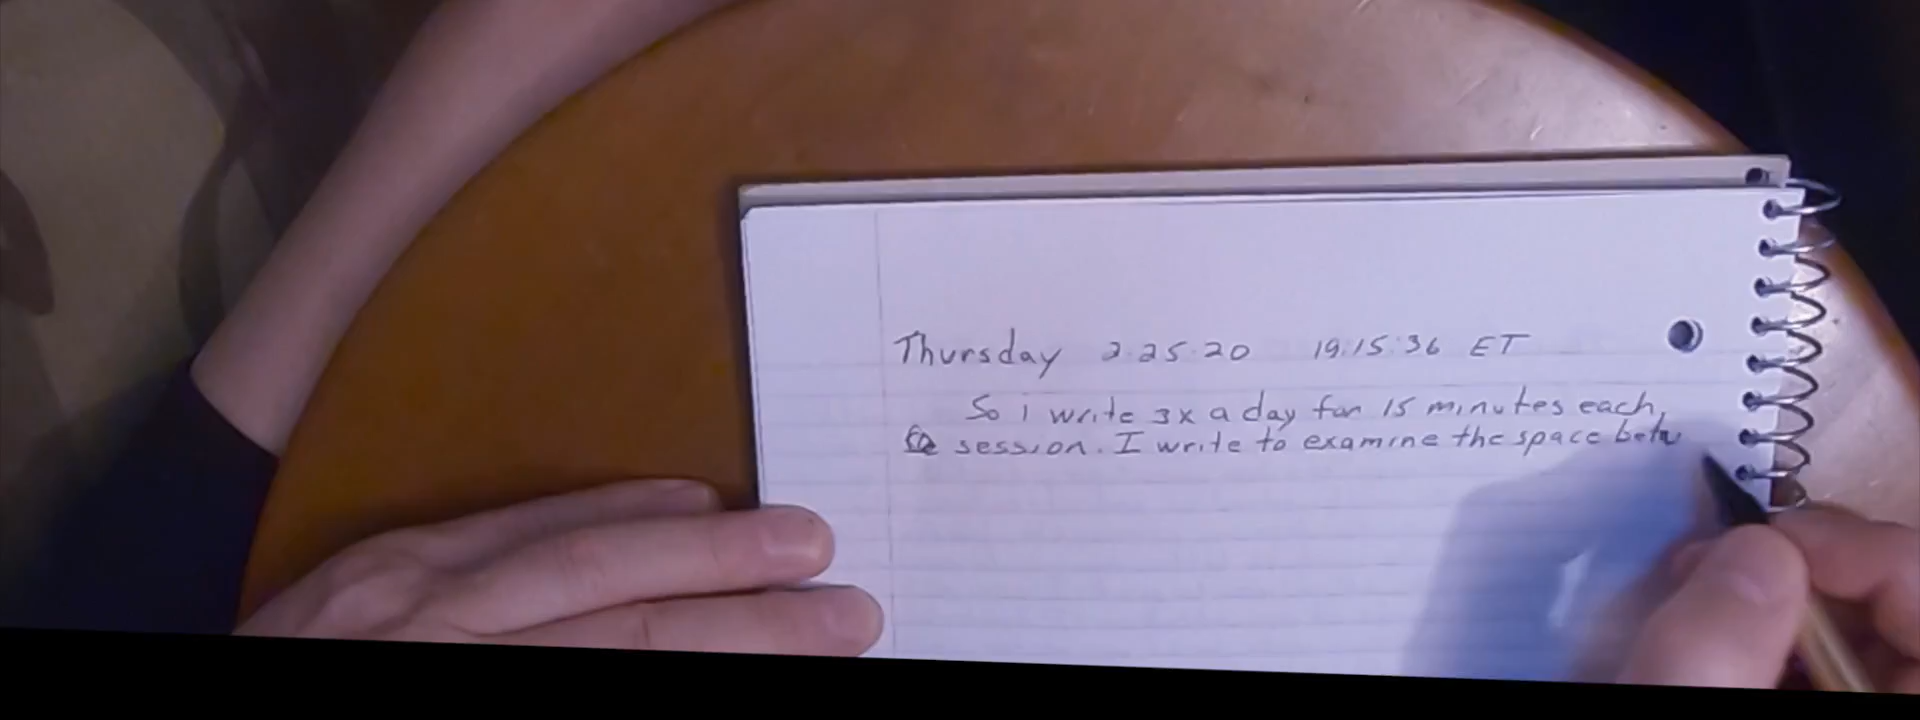 Thursday 2.25.20 19:15:36 ET
So i write 3x a day for 15 minutes each,
session. I write to examine the space betw